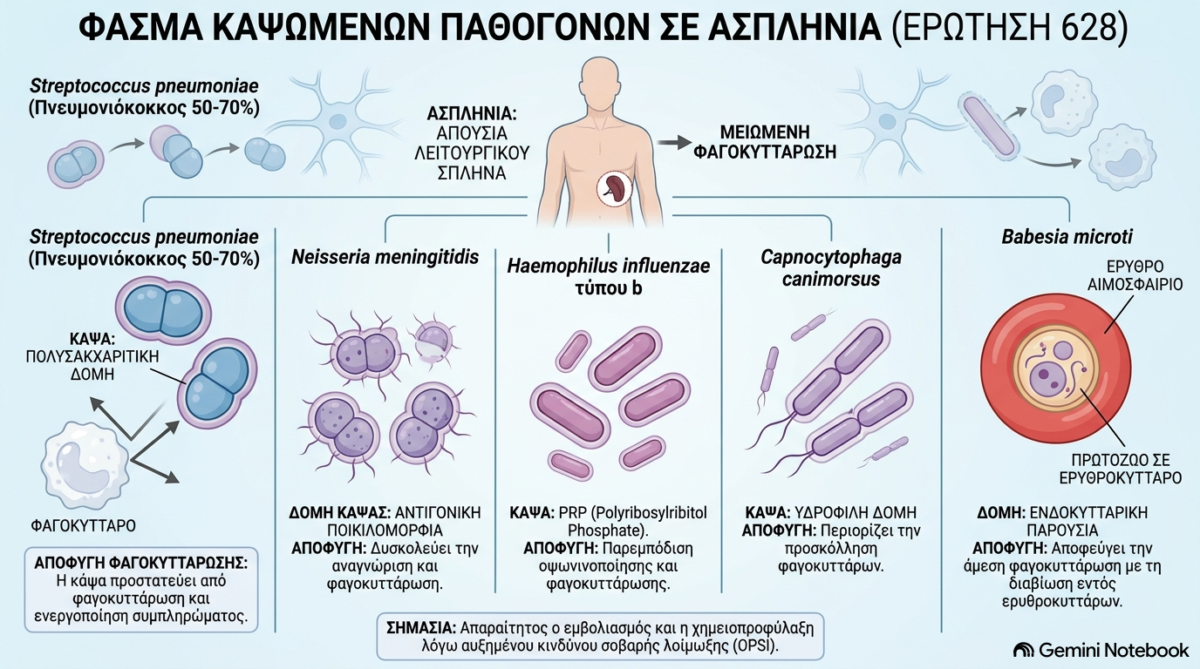 ΦΑΣΜΑ ΚΑΨΩΜΕΝΩΝ ΠΑΘΟΓΟΝΩΝ ΣΕ ΑΣΠΛΗΝΙΑ (ΕΡΩΤΗΣΗ 628)
Streptococcus pneumoniae
(Πνευμονιόκοκκος 50-70%)
ΑΣΠΛΗΝΙΑ:
ΑΠΟΥΣΙΑ
ΛΕΙΤΟΥΡΓΙΚΟΥ
ΣΠΛΗΝΑ
ΜΕΙΩΜΕΝΗ
ΦΑΓΟΚΥΤΤΑΡΩΣΗ
Streptococcus pneumoniae
(Πνευμονιόκοκκος 50-70%)
ΚΑΨΑ:
ΠΟΛΥΣΑΚΧΑΡΙΤΙΚΗ
ΔΟΜΗ
ΦΑΓΟΚΥΤΤΑΡΟ
ΑΠΟΦΥΓΗ ΦΑΓΟΚΥΤΤΑΡΩΣΗΣ:
Η κάψα προστατεύει από
φαγοκυττάρωση και
ενεργοποίηση συμπληρώματος.
Neisseria meningitidis
ΔΟΜΗ ΚΑΨΑΣ: ΑΝΤΙΓΟΝΙΚΗ
ΠΟΙΚΙΛΟΜΟΡΦΙΑ
ΑΠΟΦΥΓΗ: Δυσκολεύει την
αναγνώριση και
φαγοκυττάρωση.
Haemophilus influenzae
τύπου b
ΚΑΨΑ: PRP (Polyribosylribitol
Phosphate).
ΑΠΟΦΥΓΗ: Παρεμπόδιση
οψωνινοποίησης και
φαγοκυττάρωσης.
Capnocytophaga
canimorsus
ΚΑΨΑ: ΥΔΡΟΦΙΛΗ ΔΟΜΗ
ΑΠΟΦΥΓΗ: Περιορίζει την
προσκόλληση
φαγοκυττάρων.
Babesia microti
ΕΡΥΘΡΟ
ΑΙΜΟΣΦΑΙΡΙΟ
ΠΡΩΤΟΖΩΟ ΣΕ
ΕΡΥΘΡΟΚΥΤΤΑΡΟ
ΔΟΜΗ: ΕΝΔΟΚΥΤΤΑΡΙΚΗ
ΠΑΡΟΥΣΙΑ
ΑΠΟΦΥΓΗ: Αποφεύγει την
άμεση φαγοκυττάρωση με τη
διαβίωση εντός
ερυθροκυττάρων.
ΣΗΜΑΣΙΑ: Απαραίτητος ο εμβολιασμός και η χημειοπροφύλαξη
λόγω αυξημένου κινδύνου σοβαρής λοίμωξης (OPSI).
Gemini Notebook